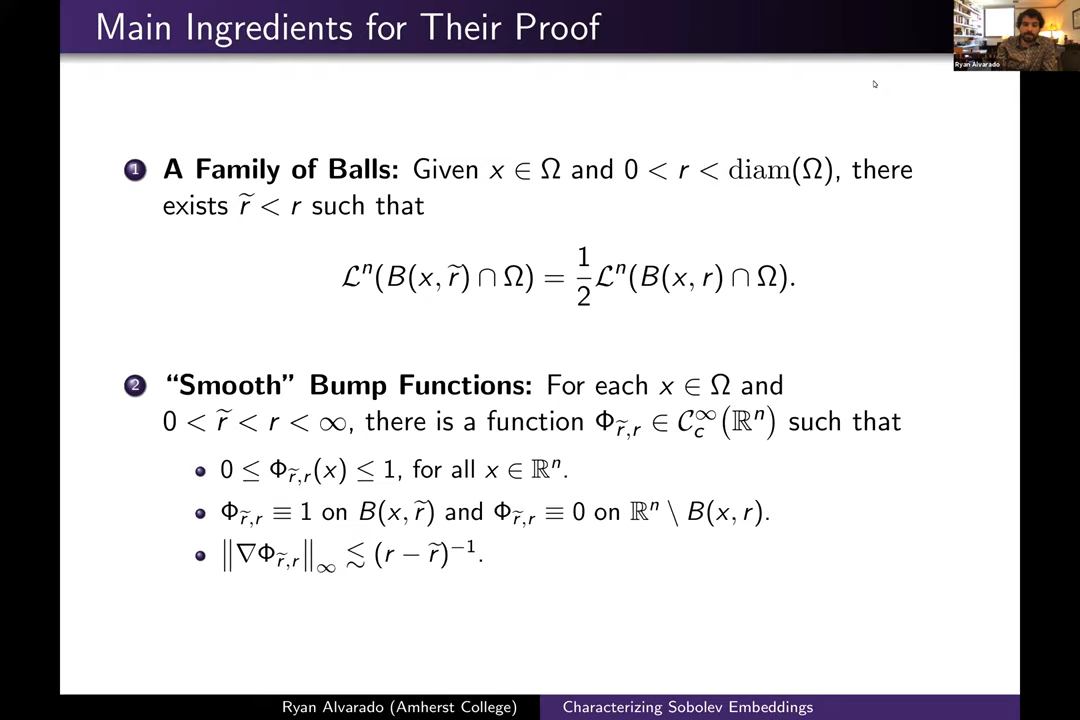 Main Ingredients for Their Proof
Ryan Alvarado
1 A Family of Balls: Given x ∈ Ω and 0 < r < diam(Ω), there
exists r̃ < r such that
ℒⁿ(B(x, r̃) ∩ Ω) = 1/2 ℒⁿ(B(x, r) ∩ Ω).
2 “Smooth” Bump Functions: For each x ∈ Ω and
0 < r̃ < r < ∞, there is a function Φ_{r̃,r} ∈ 𝒞_c^∞(ℝⁿ) such that
• 0 ≤ Φ_{r̃,r}(x) ≤ 1, for all x ∈ ℝⁿ.
• Φ_{r̃,r} ≡ 1 on B(x, r̃) and Φ_{r̃,r} ≡ 0 on ℝⁿ \ B(x, r).
• ‖∇Φ_{r̃,r}‖_∞ ≲ (r − r̃)⁻¹.
Ryan Alvarado (Amherst College)
Characterizing Sobolev Embeddings